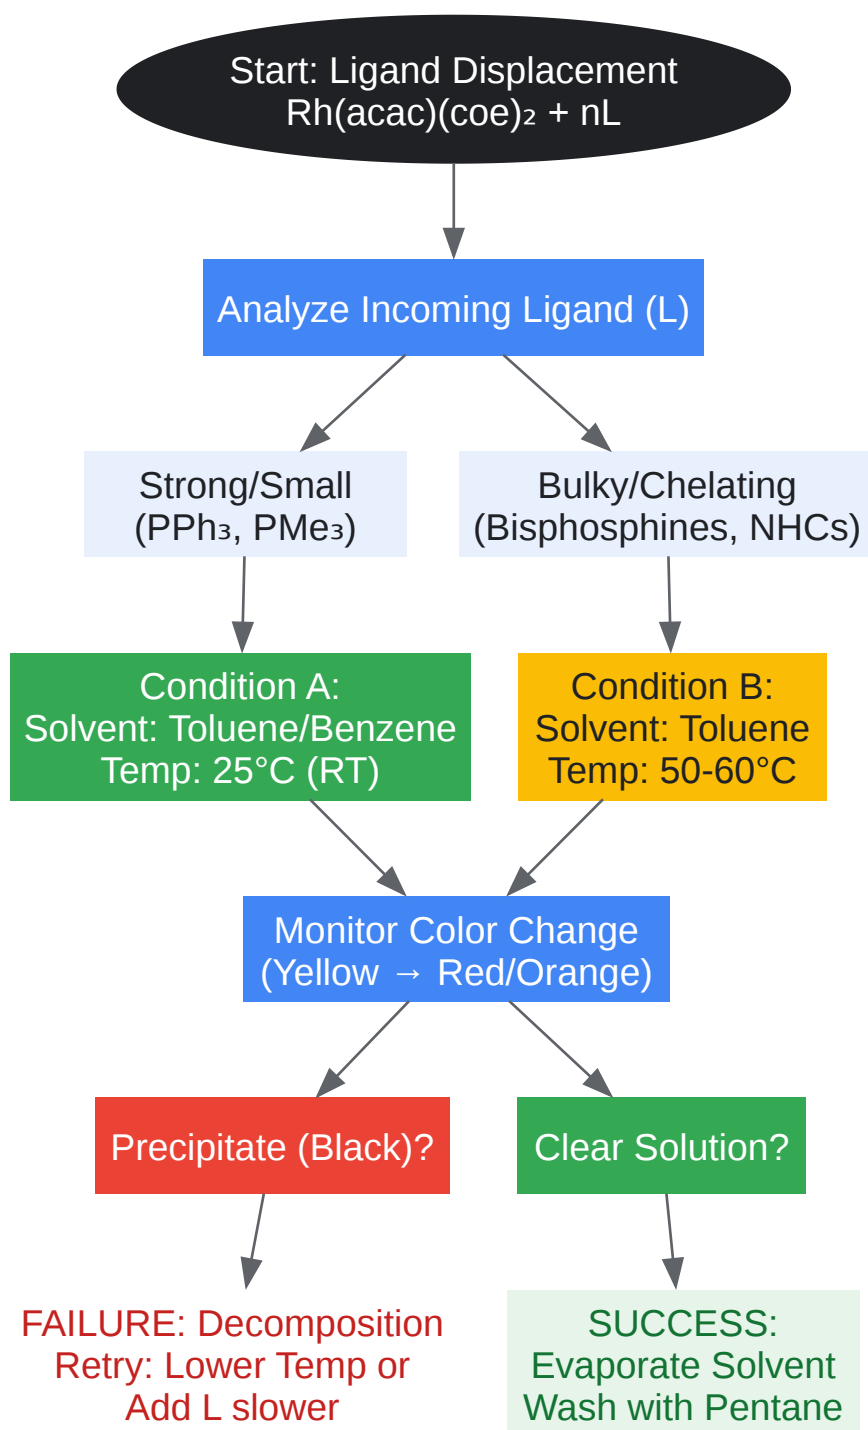 Start: Ligand Displacement
Rh(acac)(coe)₂ + nL
Analyze Incoming Ligand (L)
Strong/Small
(PPh₃, PMe₃)
Bulky/Chelating
(Bisphosphines, NHCs)
Condition A:
Solvent: Toluene/Benzene
Temp: 25°C (RT)
Condition B:
Solvent: Toluene
Temp: 50-60°C
Monitor Color Change
(Yellow → Red/Orange)
Precipitate (Black)?
Clear Solution?
FAILURE: Decomposition
Retry: Lower Temp or
Add L slower
SUCCESS:
Evaporate Solvent
Wash with Pentane